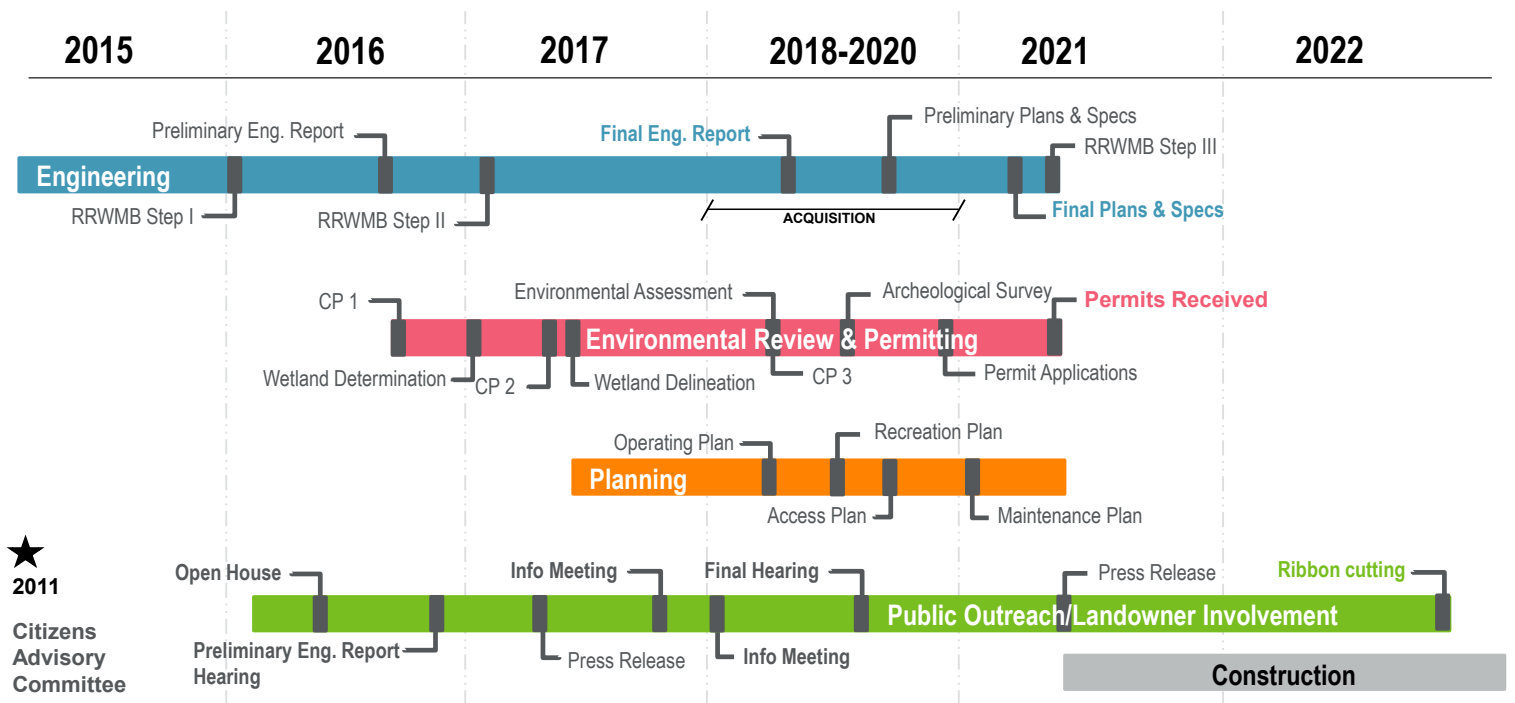 2015
2016
2017
2018-2020
2021
2022
Preliminary Eng. Report
Final Eng. Report
Preliminary Plans & Specs
RRWMB Step III
Engineering
RRWMB Step I
RRWMB Step II
ACQUISITION
Final Plans & Specs
CP 1
Environmental Assessment
Archeological Survey
Permits Received
Environmental Review & Permitting
Wetland Determination
CP 2
Wetland Delineation
CP 3
Permit Applications
Operating Plan
Recreation Plan
Planning
Access Plan
Maintenance Plan
2011
Citizens
Advisory
Committee
Open House
Info Meeting
Final Hearing
Press Release
Ribbon cutting
Public Outreach/Landowner Involvement
Preliminary Eng. Report
Hearing
Press Release
Info Meeting
Construction